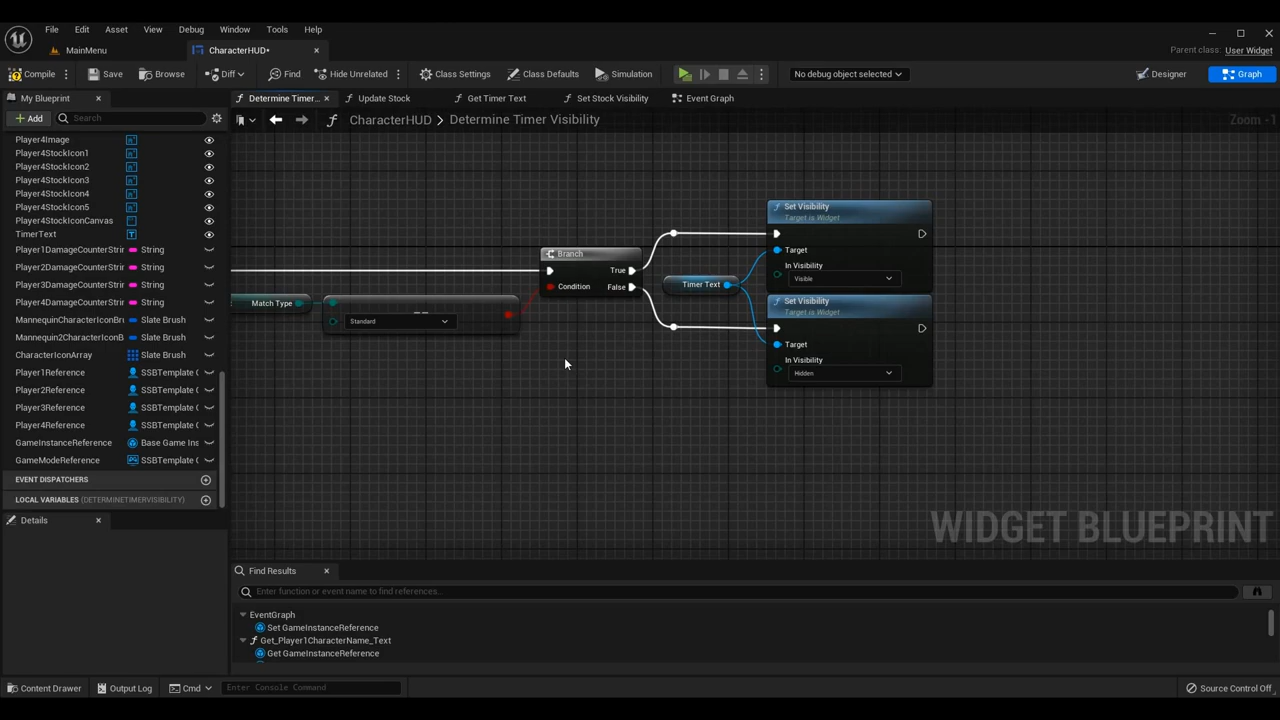 File Edit Asset View Debug Window Tools Help
MainMenu CharacterHUD* Parent class: User Widget
Compile Save Browse Diff Find Hide Unrelated Class Settings Class Defaults Simulation No debug object selected Designer Graph
My Blueprint Determine Timer... Update Stock Get Timer Text Set Stock Visibility Event Graph
Add Search CharacterHUD > Determine Timer Visibility Zoom -1
Player4Image
Player4StockIcon1
Player4StockIcon2
Player4StockIcon3
Player4StockIcon4
Player4StockIcon5
Player4StockIconCanvas
TimerText
Player1DamageCounterStrir String
Player2DamageCounterStrir String
Player3DamageCounterStrir String
Player4DamageCounterStrir String
MannequinCharacterIconBru Slate Brush
Mannequin2CharacterIconB Slate Brush
CharacterIconArray Slate Brush
Player1Reference SSBTemplate C
Player2Reference SSBTemplate C
Player3Reference SSBTemplate C
Player4Reference SSBTemplate C
GameInstanceReference Base Game Ins
GameModeReference SSBTemplate C
EVENT DISPATCHERS
LOCAL VARIABLES (DETERMINETIMERVISIBILITY)
Details
Match Type
==
Standard
Branch
True
Condition False
Timer Text
Set Visibility
Target is Widget
Target
In Visibility
Visible
Set Visibility
Target is Widget
Target
In Visibility
Hidden
WIDGET BLUEPRINT
Find Results
Enter function or event name to find references...
EventGraph
Set GameInstanceReference
Get_Player1CharacterName_Text
Get GameInstanceReference
Content Drawer Output Log Cmd Enter Console Command Source Control Off